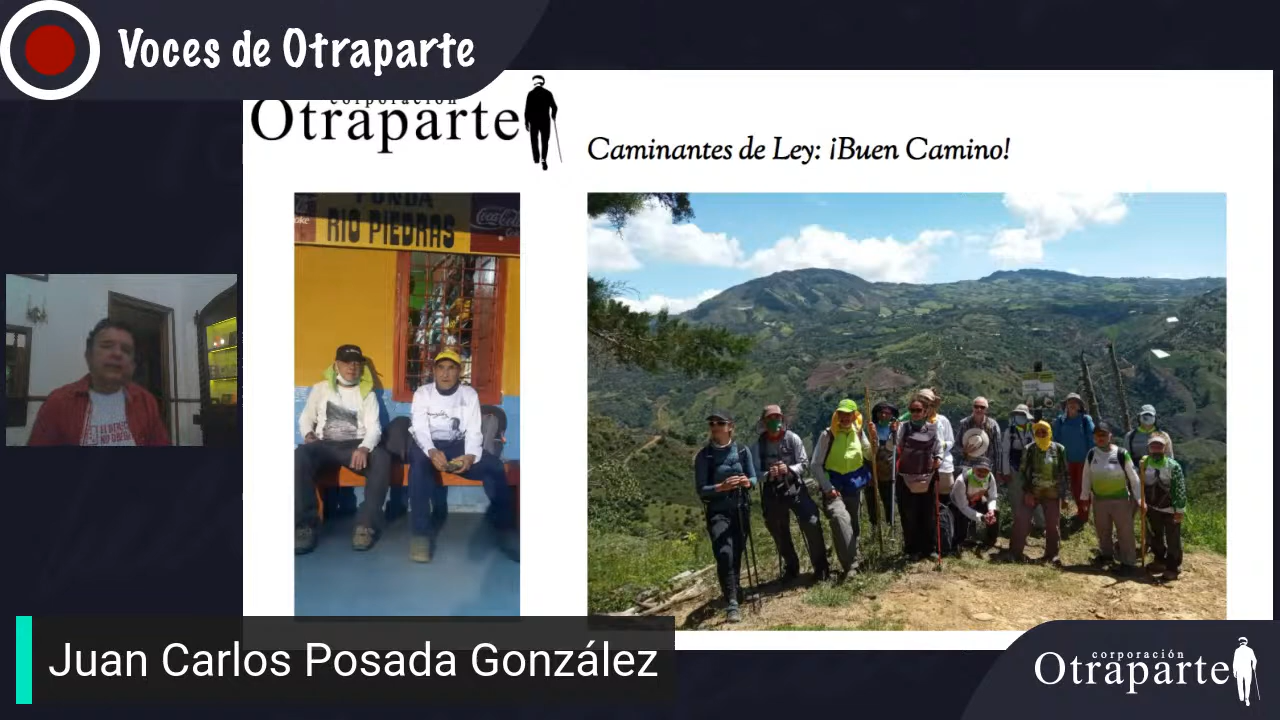 Voces de Otraparte
corporación
Otraparte
Caminantes de Ley: ¡Buen Camino!
FONDA
RIO PIEDRAS
Coca-Cola
Juan Carlos Posada González
corporación
Otraparte